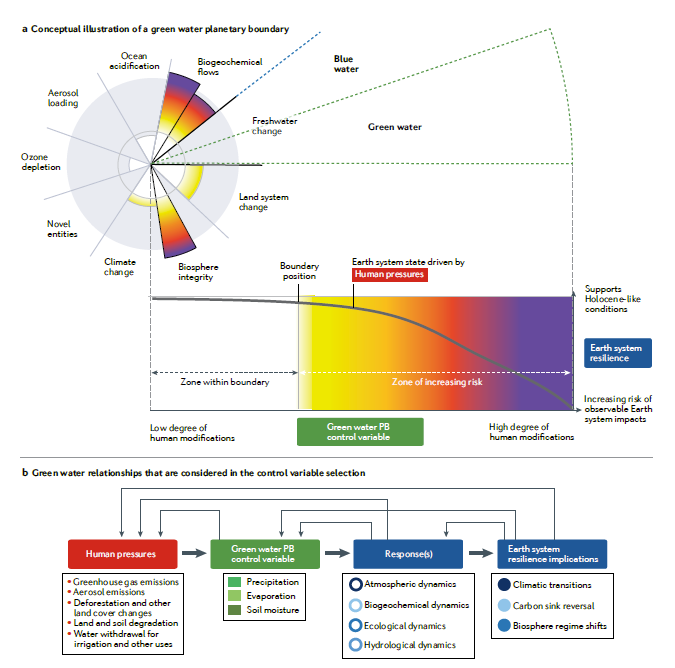 a Conceptual illustration of a green water planetary boundary
Ocean
acidification
Biogeochemical
flows
Blue
water
Aerosol
loading
Freshwater
change
Green water
Ozone
depletion
Land system
change
Novel
entities
Climate
change
Biosphere
integrity
Boundary
position
Earth system state driven by
Human pressures
Supports
Holocene-like
conditions
Earth system
resilience
Zone within boundary
Zone of increasing risk
Increasing risk of
observable Earth
system impacts
Low degree of
human modifications
Green water PB
control variable
High degree of
human modifications
b Green water relationships that are considered in the control variable selection
Human pressures
Green water PB
control variable
Response(s)
Earth system
resilience implications
• Greenhouse gas emissions
• Aerosol emissions
• Deforestation and other
land cover changes
• Land and soil degradation
• Water withdrawal for
irrigation and other uses
Precipitation
Evaporation
Soil moisture
Atmospheric dynamics
Biogeochemical dynamics
Ecological dynamics
Hydrological dynamics
Climatic transitions
Carbon sink reversal
Biosphere regime shifts